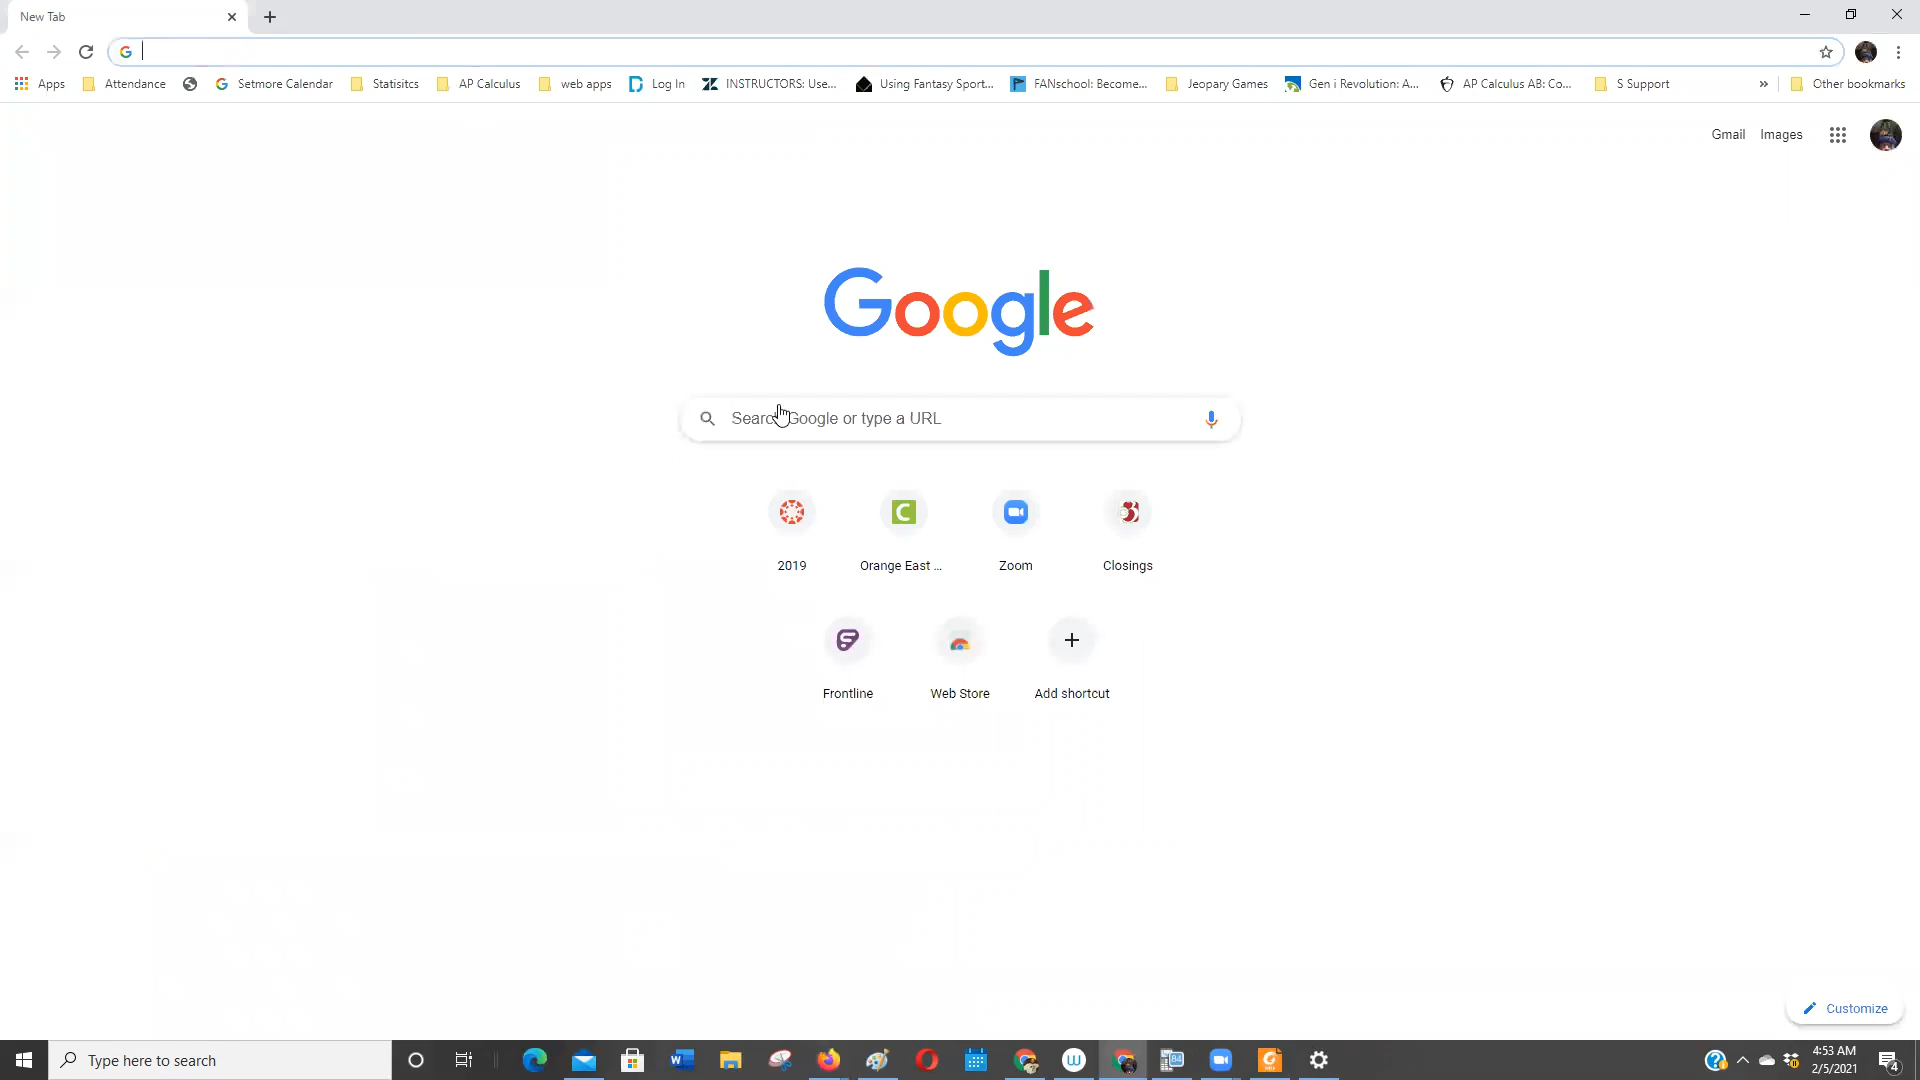 New Tab
Apps Attendance Setmore Calendar Statisitcs AP Calculus web apps Log In INSTRUCTORS: Use... Using Fantasy Sport... FANschool: Become... Jeopary Games Gen i Revolution: A... AP Calculus AB: Co... S Support » Other bookmarks
Gmail Images
Google
Search Google or type a URL
2019 Orange East ... Zoom Closings
Frontline Web Store Add shortcut
Customize
Type here to search
4:53 AM
2/5/2021
4